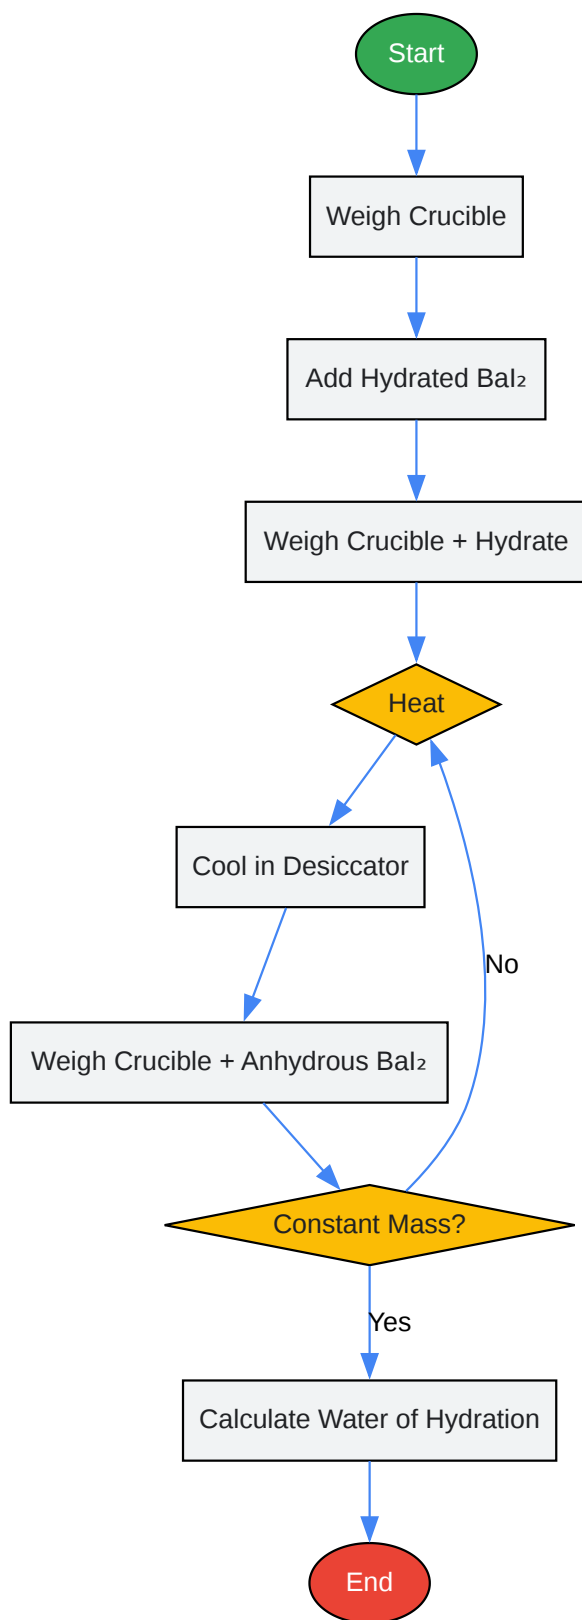 Start
Weigh Crucible
Add Hydrated BaI₂
Weigh Crucible + Hydrate
Heat
Cool in Desiccator
No
Weigh Crucible + Anhydrous BaI₂
Constant Mass?
Yes
Calculate Water of Hydration
End